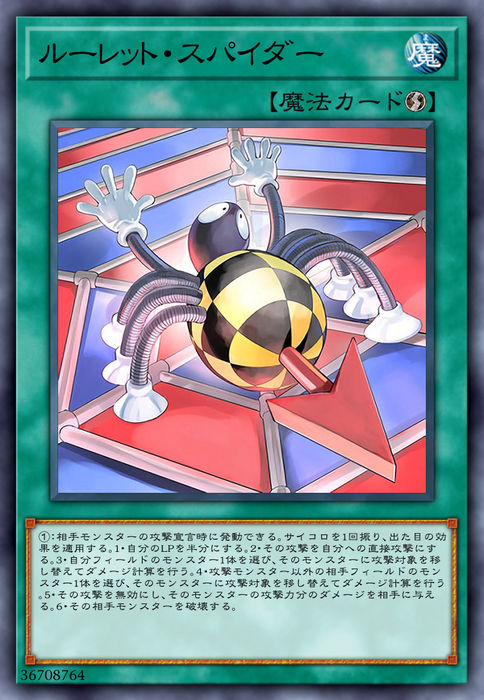 ルーレット・スパイダー
魔
【魔法カード】
①:相手モンスターの攻撃宣言時に発動できる。サイコロを1回振り、出た目の効
果を適用する。1・自分のLPを半分にする。2・その攻撃を自分への直接攻撃にす
る。3・自分フィールドのモンスター1体を選び、そのモンスターに攻撃対象を移
し替えてダメージ計算を行う。4・攻撃モンスター以外の相手フィールドのモン
スター1体を選び、そのモンスターに攻撃対象を移し替えてダメージ計算を行う
。5・その攻撃を無効にし、そのモンスターの攻撃力分のダメージを相手に与え
る。6・その相手モンスターを破壊する。
36708764